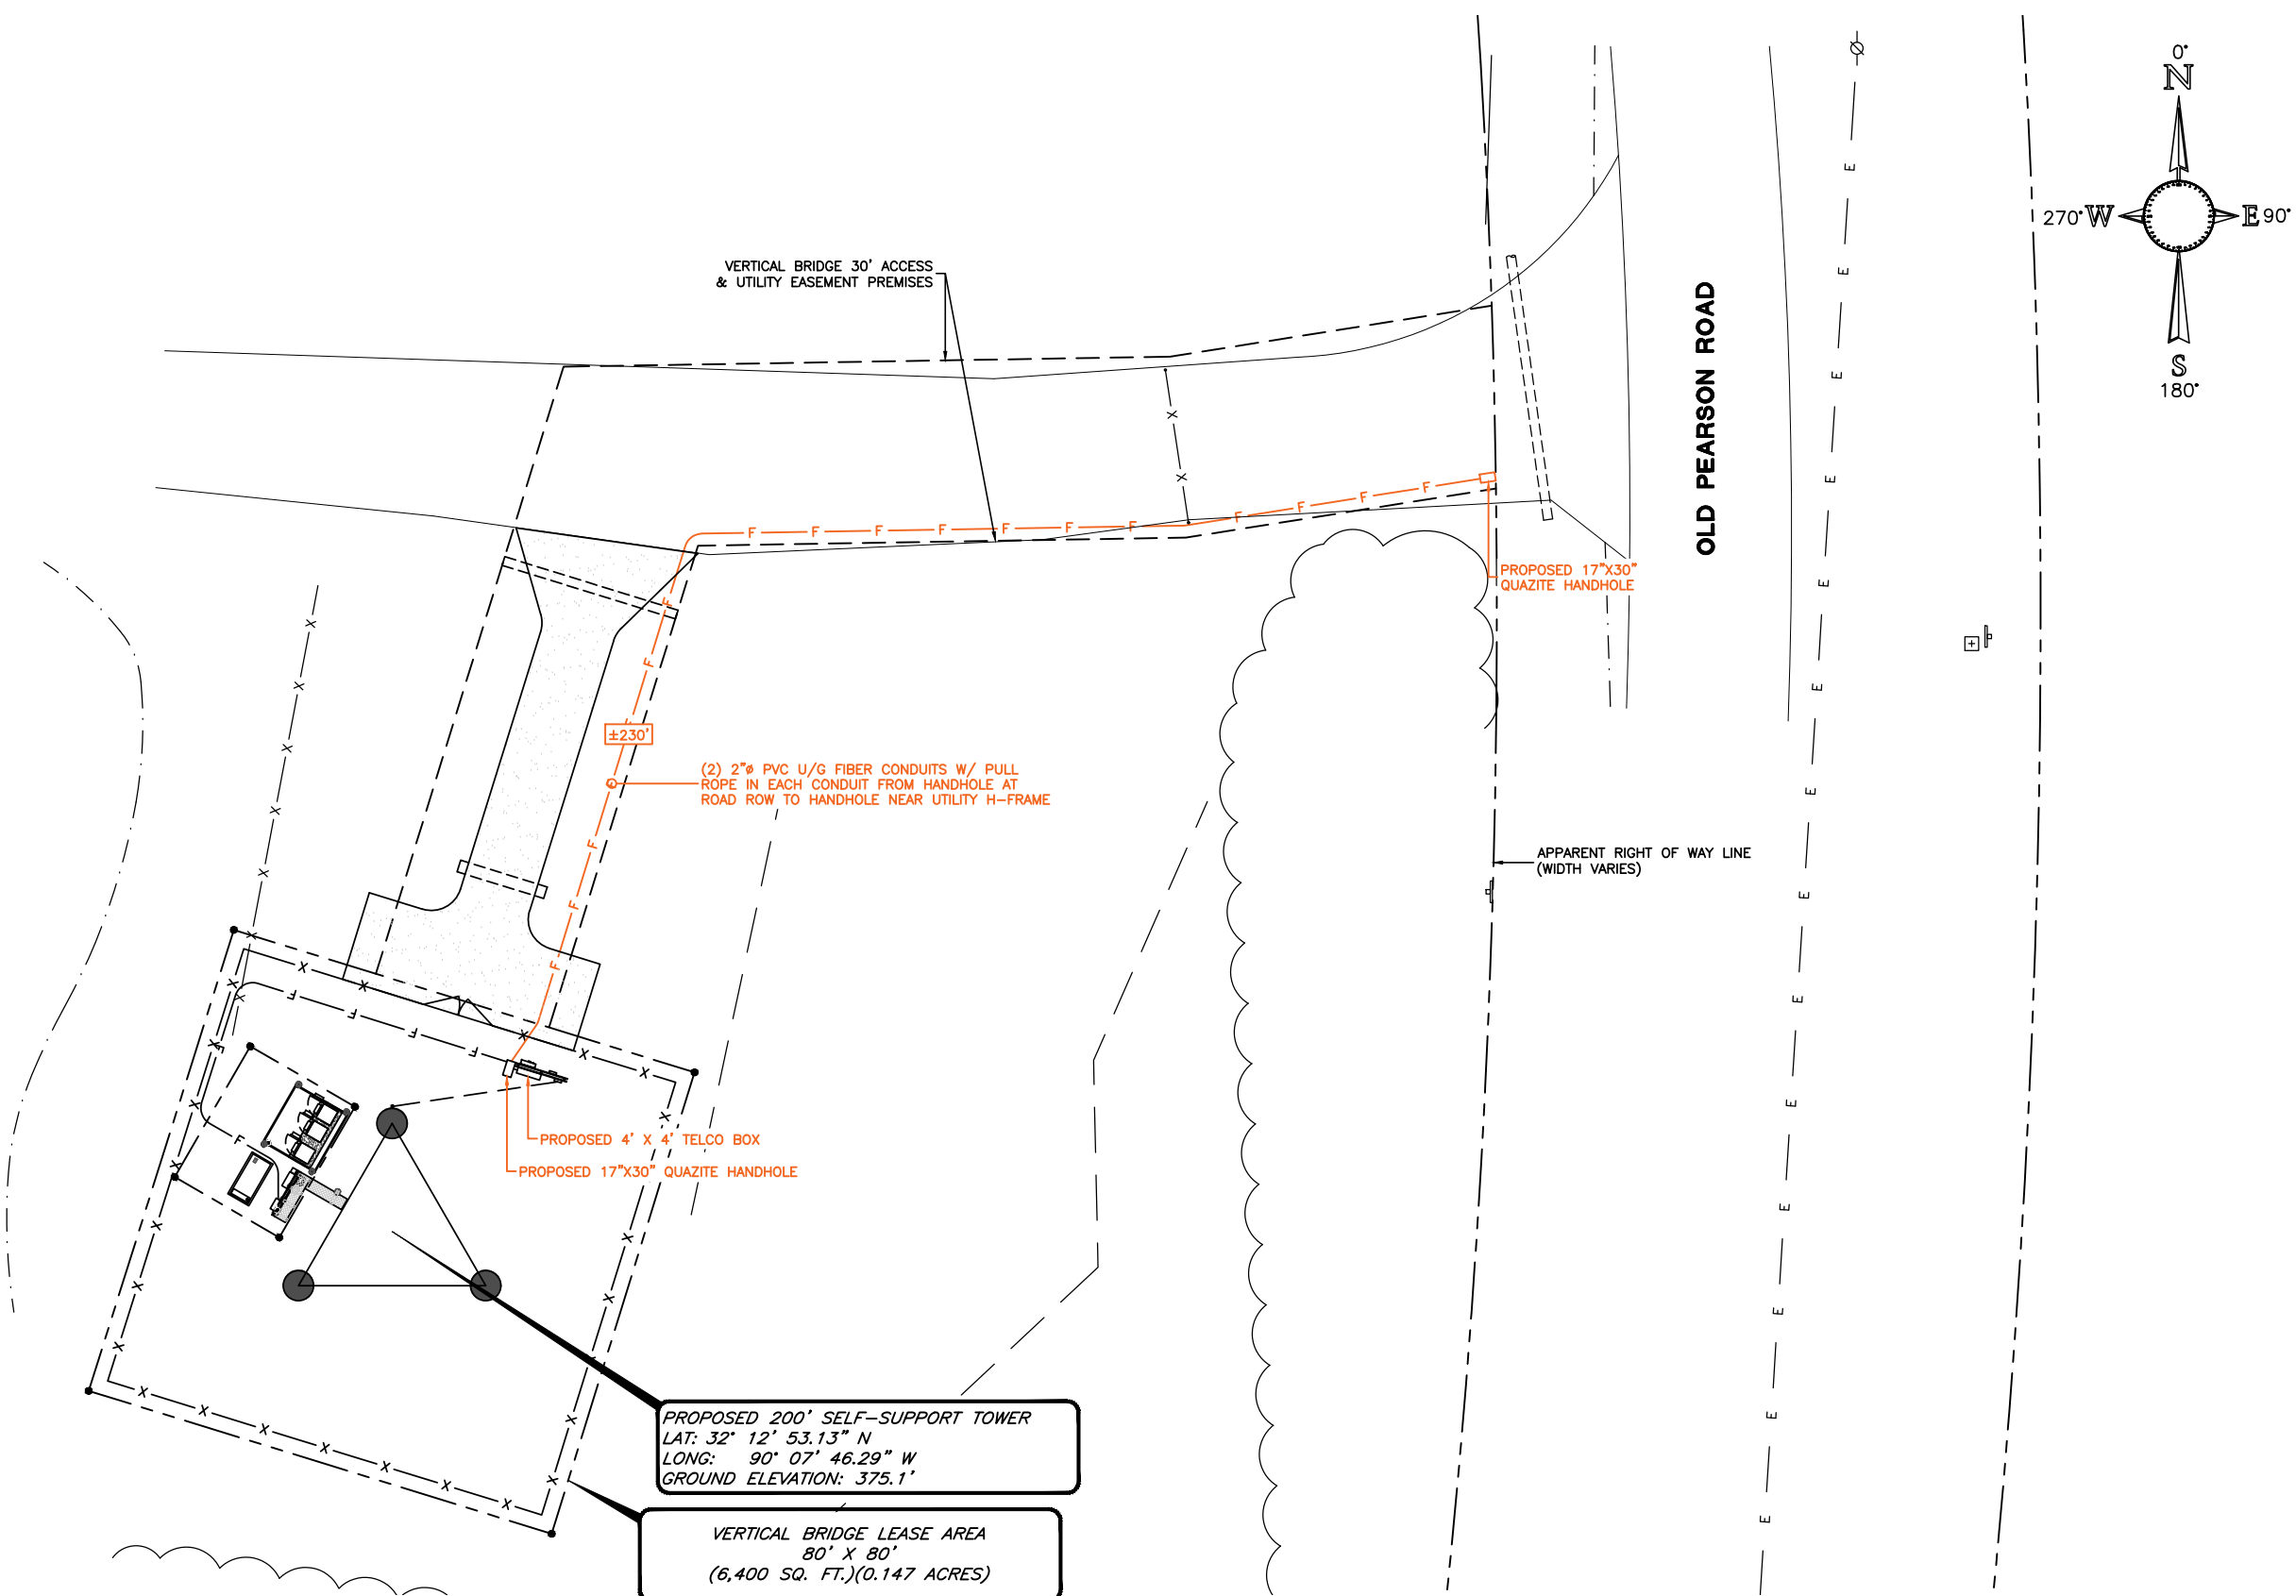 0°
N
270° W
E 90°
S
180°
VERTICAL BRIDGE 30' ACCESS
& UTILITY EASEMENT PREMISES
OLD PEARSON ROAD
PROPOSED 17"X30"
QUAZITE HANDHOLE
±230'
(2) 2"ø PVC U/G FIBER CONDUITS W/ PULL
ROPE IN EACH CONDUIT FROM HANDHOLE AT
ROAD ROW TO HANDHOLE NEAR UTILITY H-FRAME
APPARENT RIGHT OF WAY LINE
(WIDTH VARIES)
PROPOSED 4' X 4' TELCO BOX
PROPOSED 17"X30" QUAZITE HANDHOLE
PROPOSED 200' SELF-SUPPORT TOWER
LAT: 32° 12' 53.13" N
LONG: 90° 07' 46.29" W
GROUND ELEVATION: 375.1'
VERTICAL BRIDGE LEASE AREA
80' X 80'
(6,400 SQ. FT.)(0.147 ACRES)